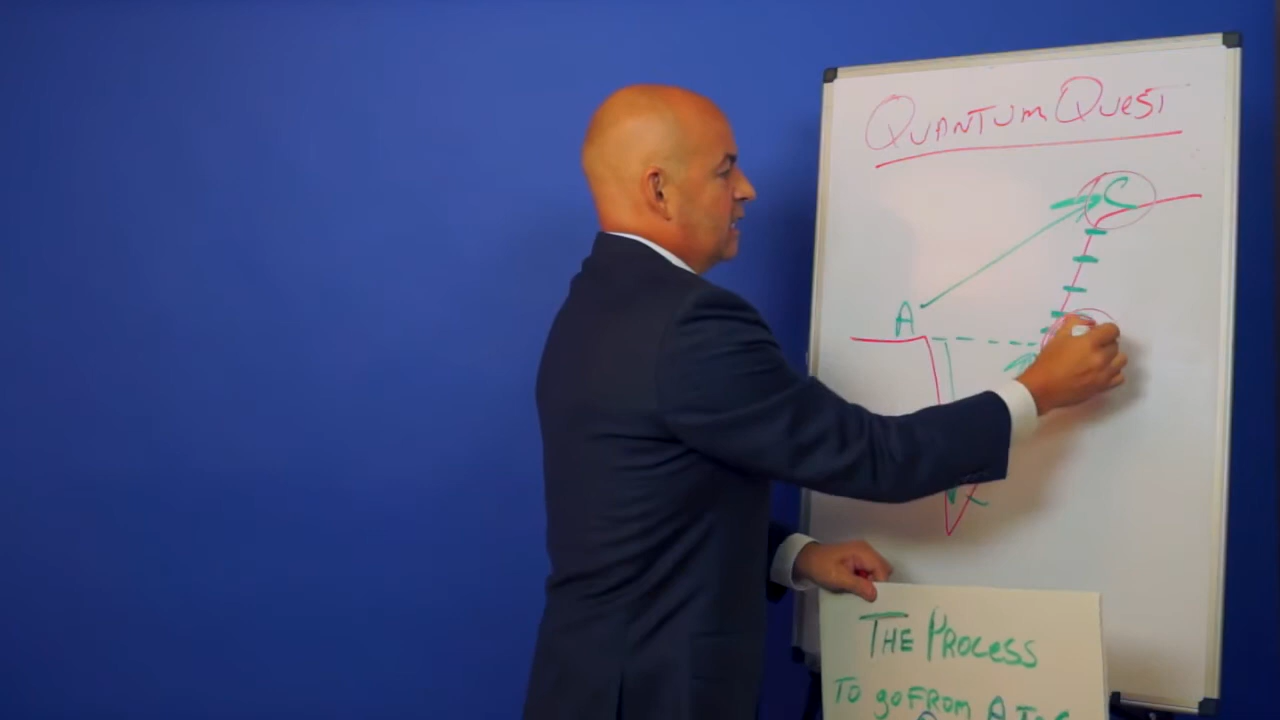 QUANTUM QUEST
C
A
THE PROCESS
TO go FROM A TO C